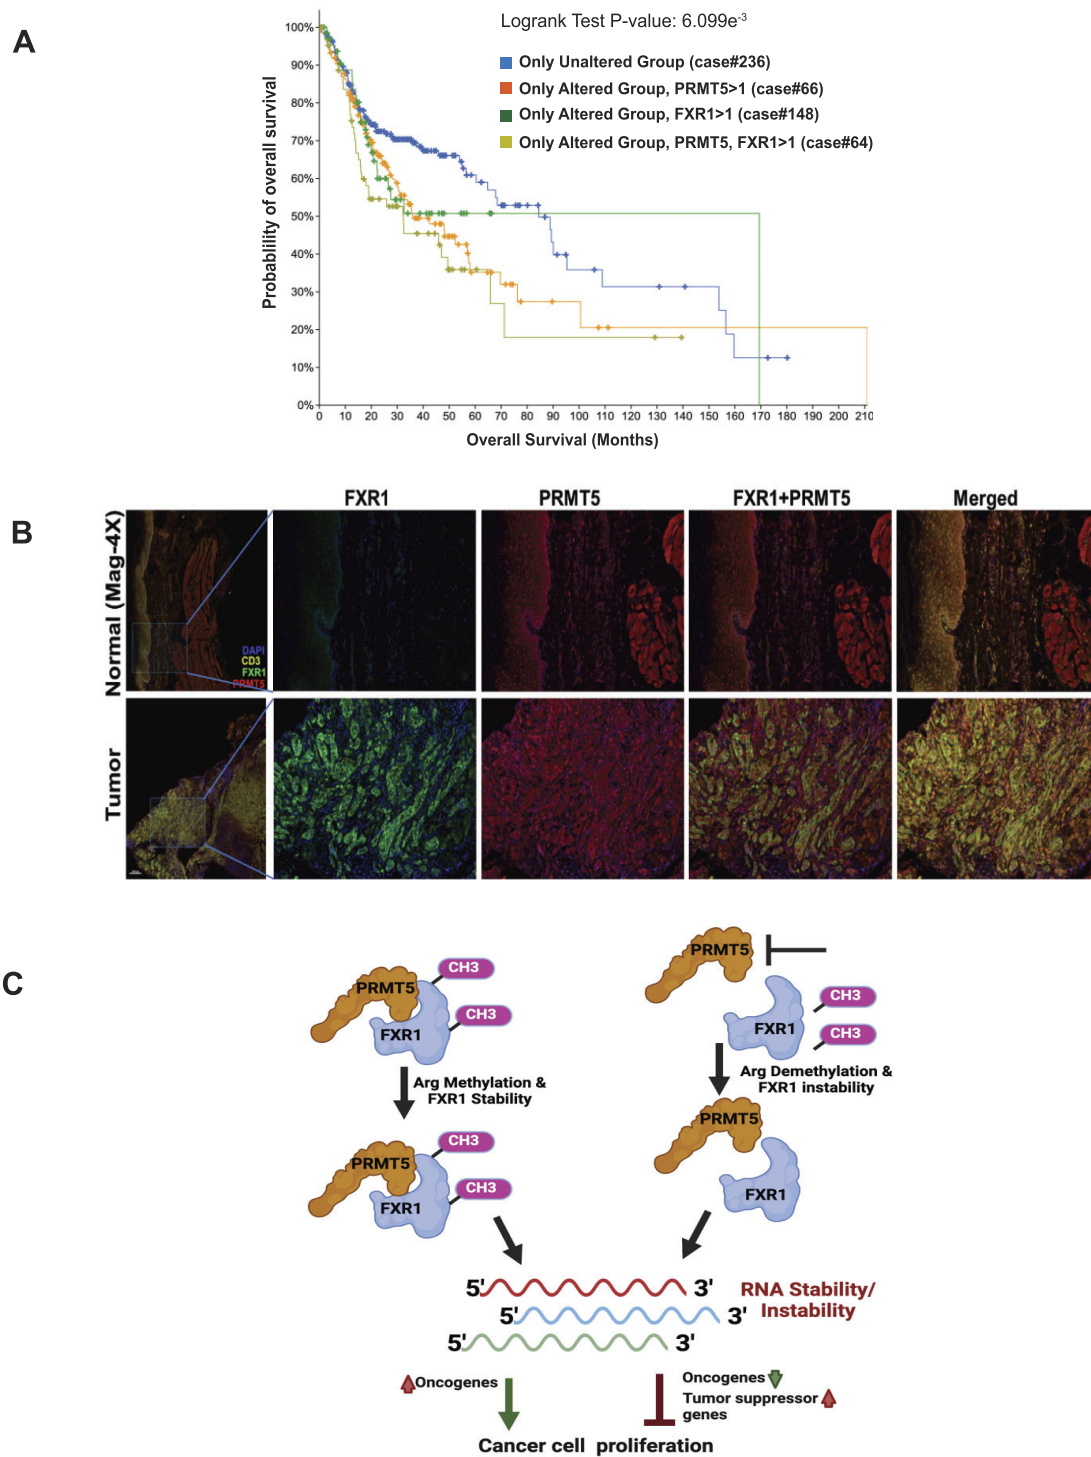 A
Logrank Test P-value: 6.099e-3
Only Unaltered Group (case#236)
Only Altered Group, PRMT5>1 (case#66)
Only Altered Group, FXR1>1 (case#148)
Only Altered Group, PRMT5, FXR1>1 (case#64)
Probablility of overall survival
100%
90%
80%
70%
60%
50%
40%
30%
20%
10%
0%
0 10 20 30 40 50 60 70 80 90 100 110 120 130 140 150 160 170 180 190 200 210
Overall Survival (Months)
B
FXR1 PRMT5 FXR1+PRMT5 Merged
Normal (Mag-4X)
DAPI
CD3
FXR1
PRMT5
Tumor
C
PRMT5
CH3
CH3
FXR1
Arg Methylation &
FXR1 Stability
PRMT5
CH3
CH3
FXR1
PRMT5
CH3
FXR1
CH3
Arg Demethylation &
FXR1 instability
PRMT5
FXR1
5' 3'
5' 3'
5' 3'
RNA Stability/
Instability
Oncogenes
Oncogenes
Tumor suppressor
genes
Cancer cell proliferation